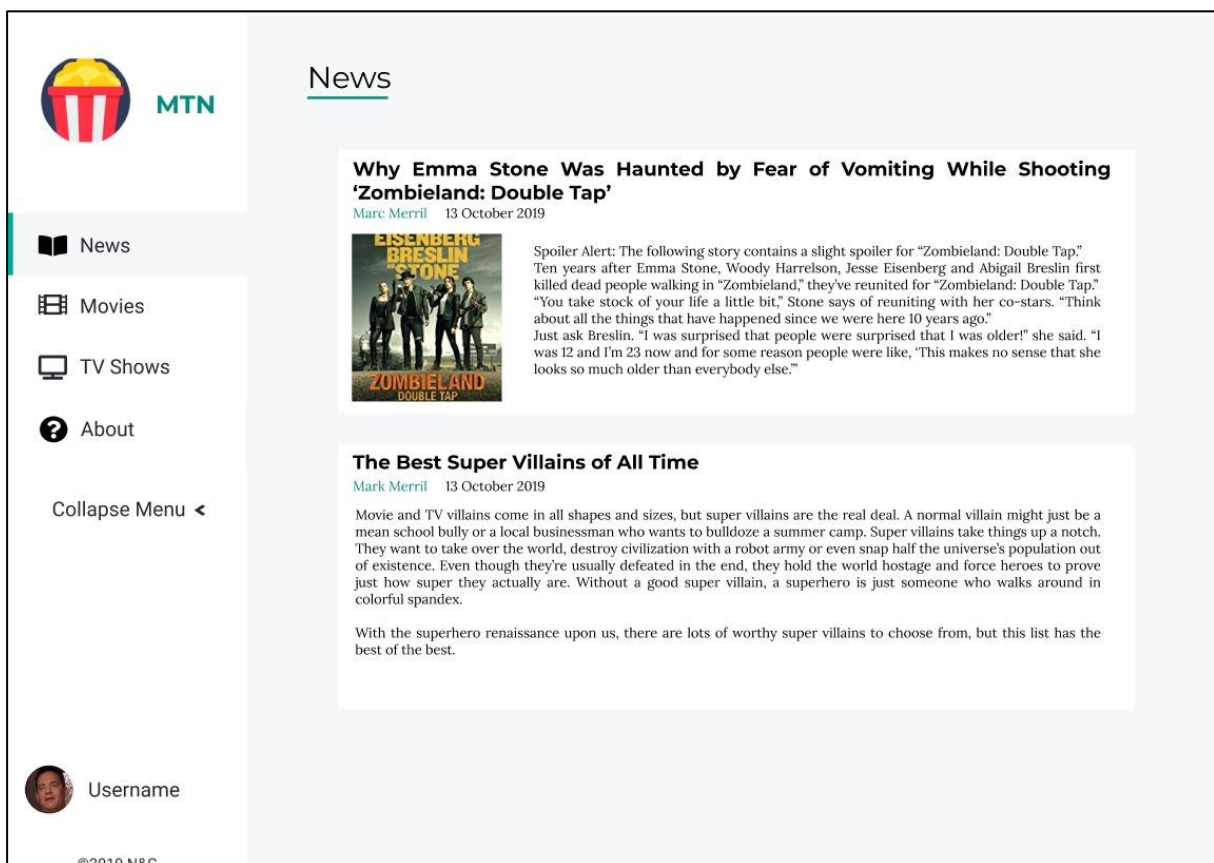 MTN
News
Movies
TV Shows
About
Collapse Menu <
Username
©2019 N&C
News
Why Emma Stone Was Haunted by Fear of Vomiting While Shooting
‘Zombieland: Double Tap’
Marc Merril 13 October 2019
EISENBERG
BRESLIN
STONE
ZOMBIELAND
DOUBLE TAP
Spoiler Alert: The following story contains a slight spoiler for “Zombieland: Double Tap.”
Ten years after Emma Stone, Woody Harrelson, Jesse Eisenberg and Abigail Breslin first
killed dead people walking in “Zombieland,” they’ve reunited for “Zombieland: Double Tap.”
“You take stock of your life a little bit,” Stone says of reuniting with her co-stars. “Think
about all the things that have happened since we were here 10 years ago.”
Just ask Breslin. “I was surprised that people were surprised that I was older!” she said. “I
was 12 and I’m 23 now and for some reason people were like, ‘This makes no sense that she
looks so much older than everybody else.’”
The Best Super Villains of All Time
Mark Merril 13 October 2019
Movie and TV villains come in all shapes and sizes, but super villains are the real deal. A normal villain might just be a
mean school bully or a local businessman who wants to bulldoze a summer camp. Super villains take things up a notch.
They want to take over the world, destroy civilization with a robot army or even snap half the universe’s population out
of existence. Even though they’re usually defeated in the end, they hold the world hostage and force heroes to prove
just how super they actually are. Without a good super villain, a superhero is just someone who walks around in
colorful spandex.
With the superhero renaissance upon us, there are lots of worthy super villains to choose from, but this list has the
best of the best.